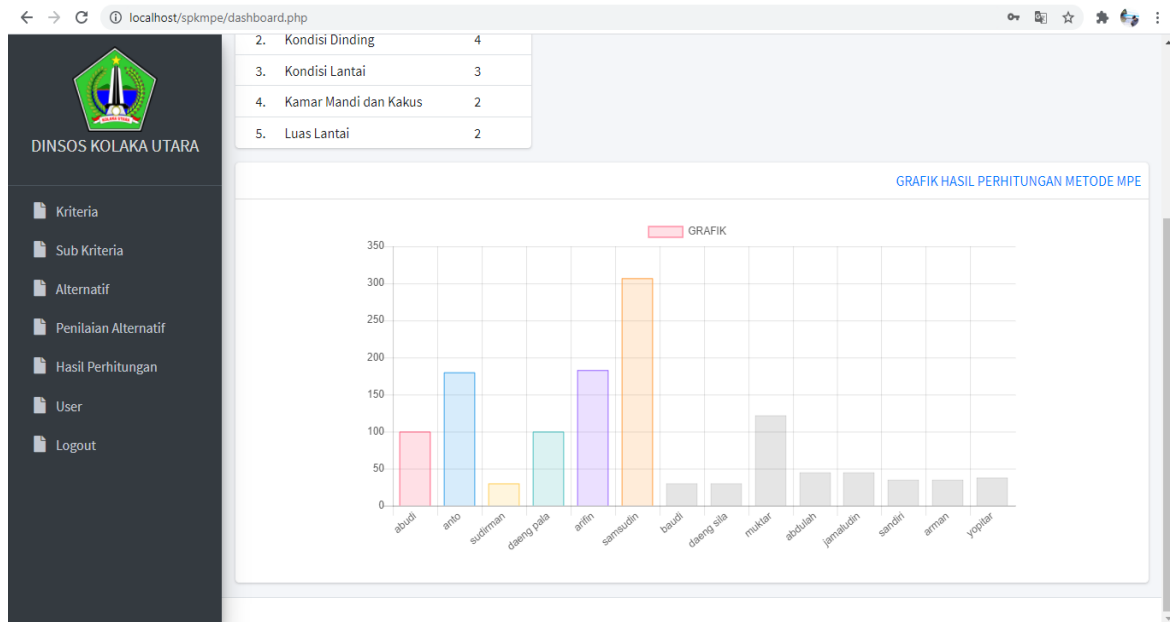 localhost/spkmpe/dashboard.php
DINSOS KOLAKA UTARA
Kriteria
Sub Kriteria
Alternatif
Penilaian Alternatif
Hasil Perhitungan
User
Logout
2. Kondisi Dinding 4
3. Kondisi Lantai 3
4. Kamar Mandi dan Kakus 2
5. Luas Lantai 2
GRAFIK HASIL PERHITUNGAN METODE MPE
GRAFIK
350
300
250
200
150
100
50
0
abudi anto sudirman daeng pala arifin samsudin baudi daeng sila muktar abdulah jamaludin sandiri arman yopitar